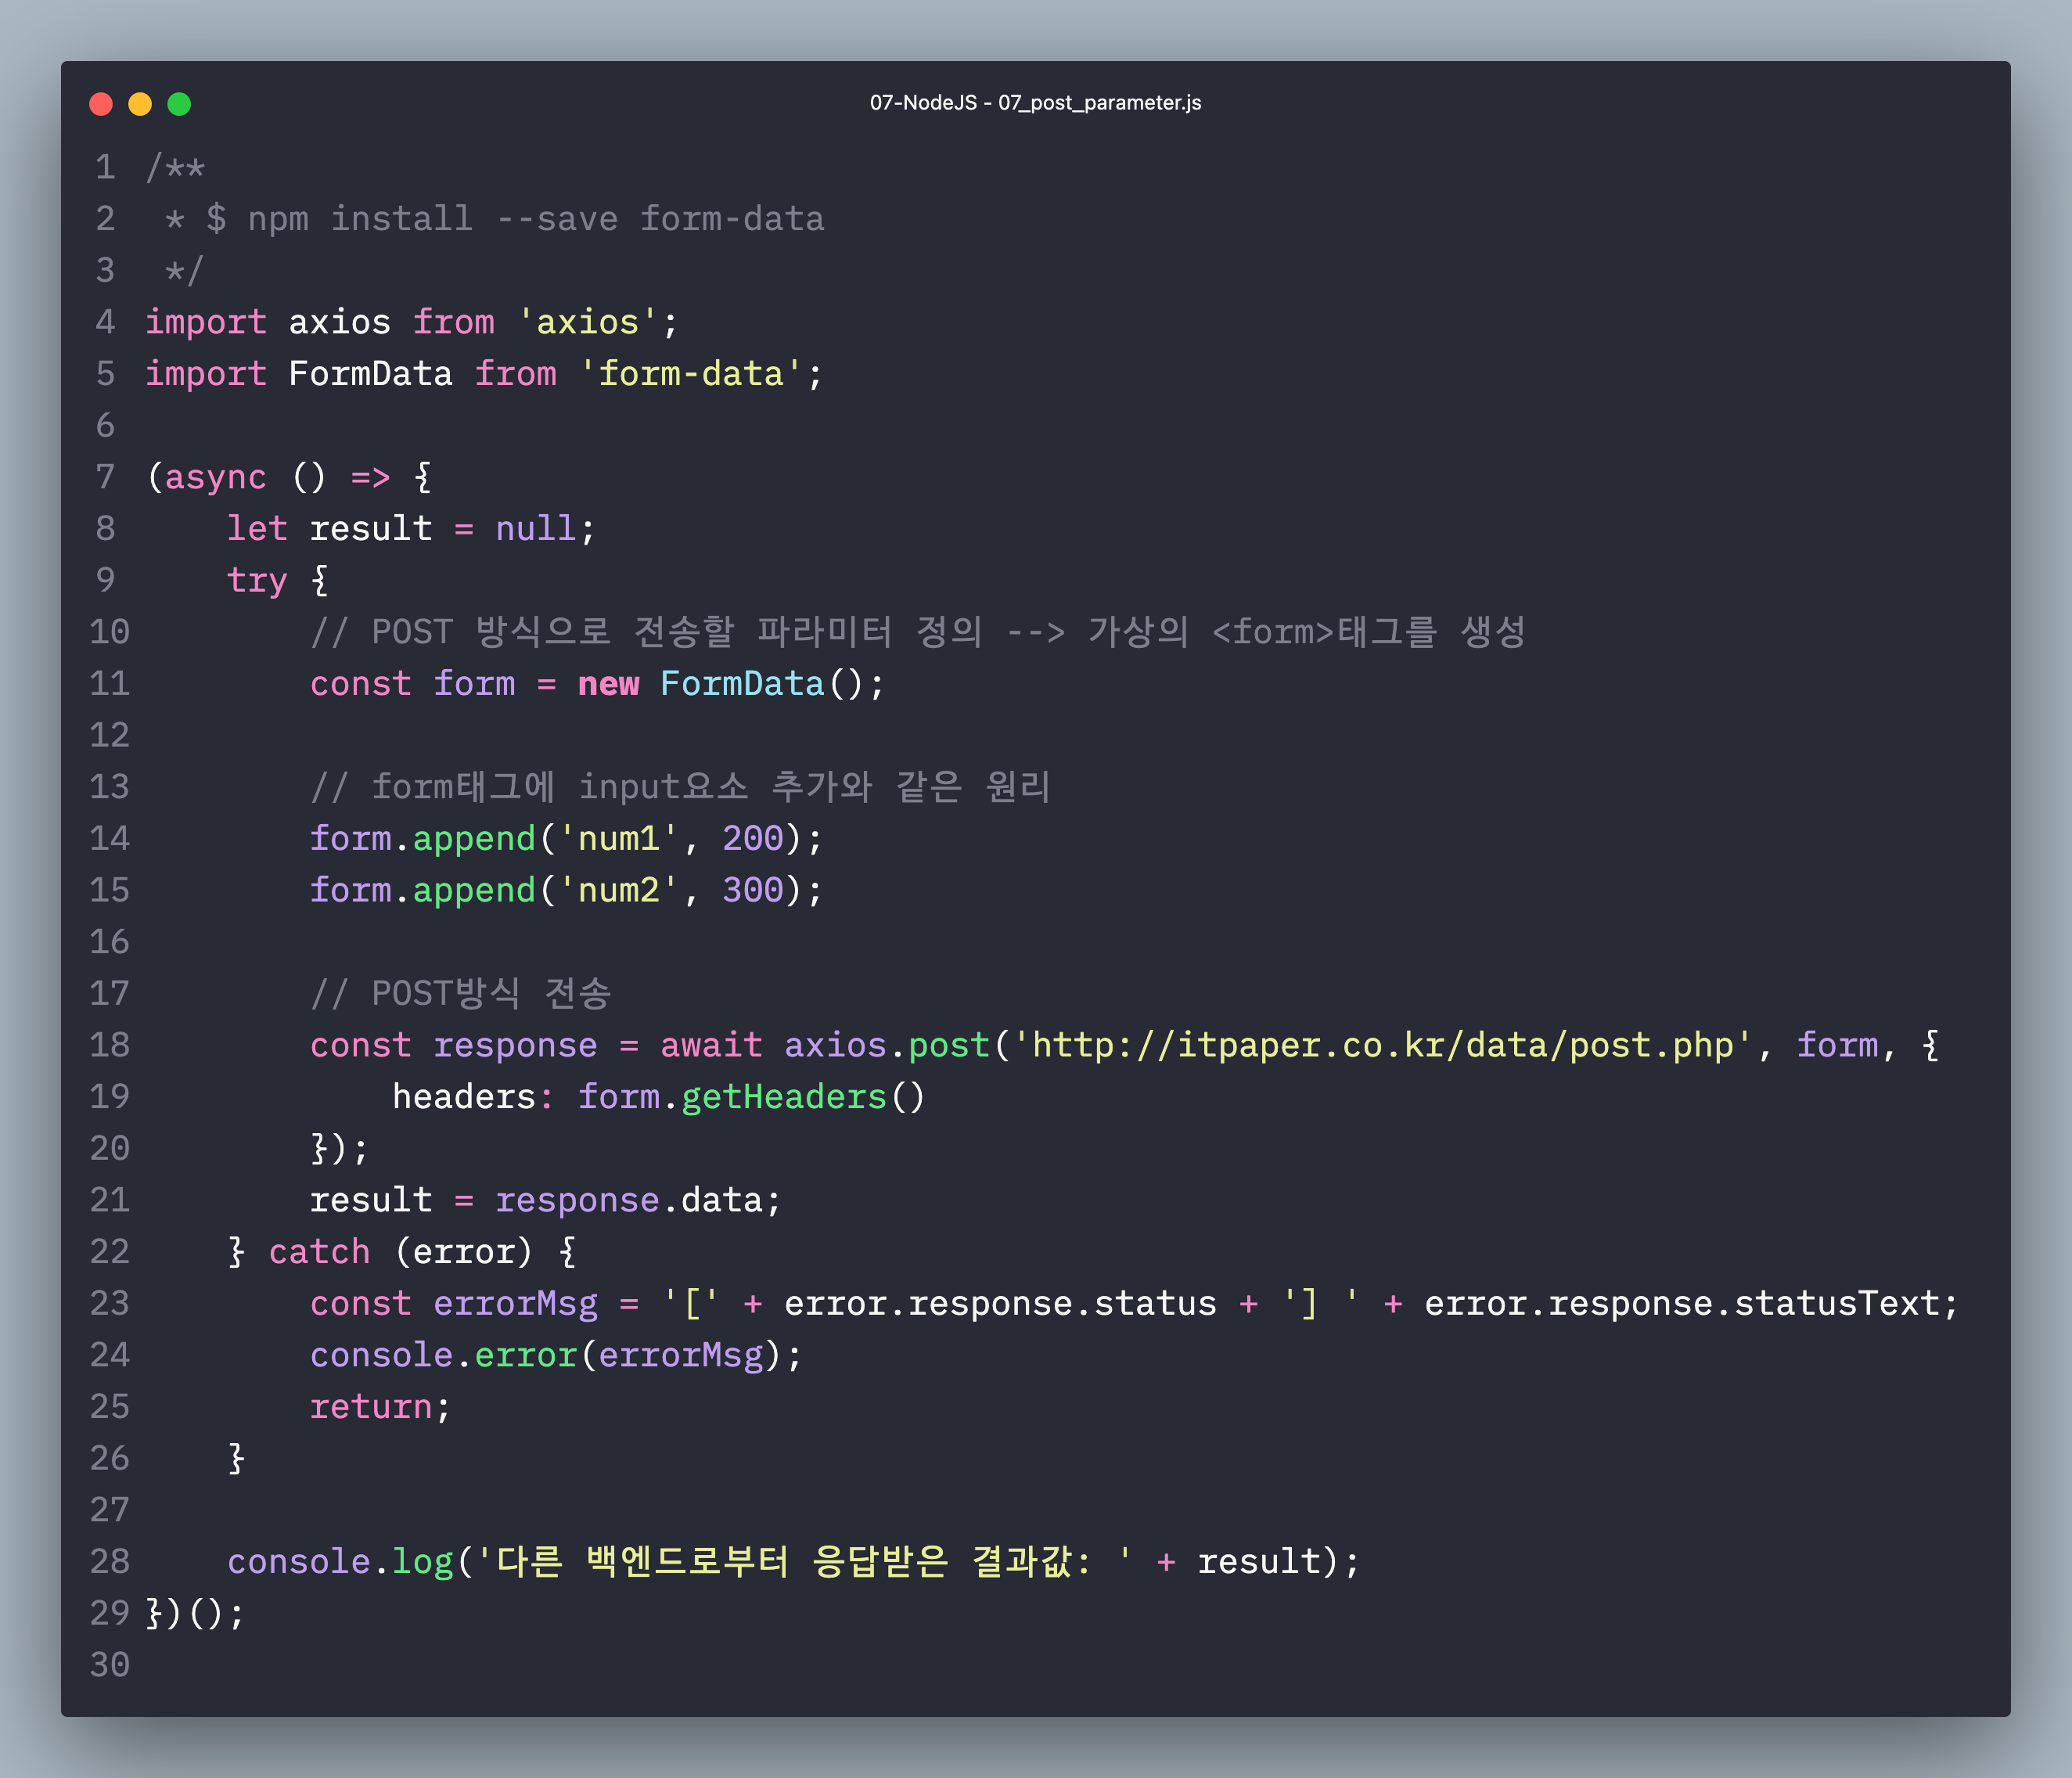 07-NodeJS - 07_post_parameter.js
1 /**
2  * $ npm install --save form-data
3  */
4 import axios from 'axios';
5 import FormData from 'form-data';
6
7 (async () => {
8     let result = null;
9     try {
10         // POST 방식으로 전송할 파라미터 정의 --> 가상의 <form>태그를 생성
11         const form = new FormData();
12
13         // form태그에 input요소 추가와 같은 원리
14         form.append('num1', 200);
15         form.append('num2', 300);
16
17         // POST방식 전송
18         const response = await axios.post('http://itpaper.co.kr/data/post.php', form, {
19             headers: form.getHeaders()
20         });
21         result = response.data;
22     } catch (error) {
23         const errorMsg = '[' + error.response.status + '] ' + error.response.statusText;
24         console.error(errorMsg);
25         return;
26     }
27
28     console.log('다른 백엔드로부터 응답받은 결과값: ' + result);
29 })();
30